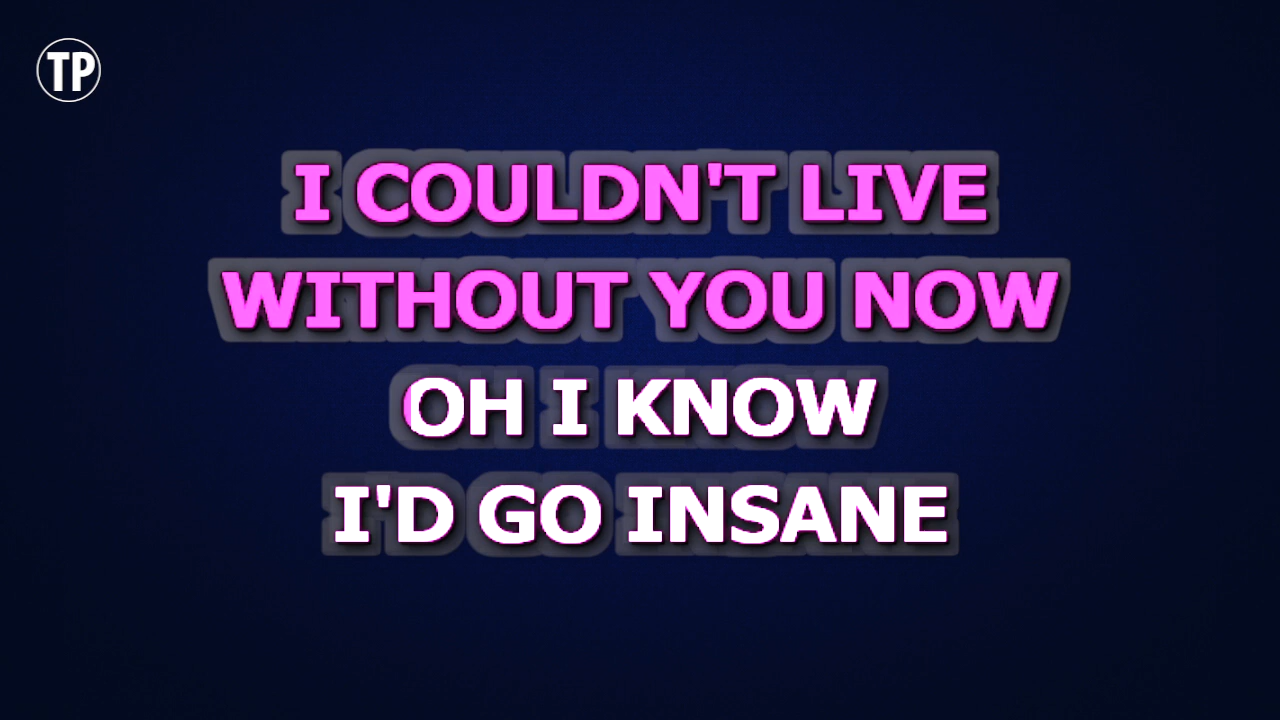 TP
I COULDN'T LIVE
WITHOUT YOU NOW
OH I KNOW
I'D GO INSANE